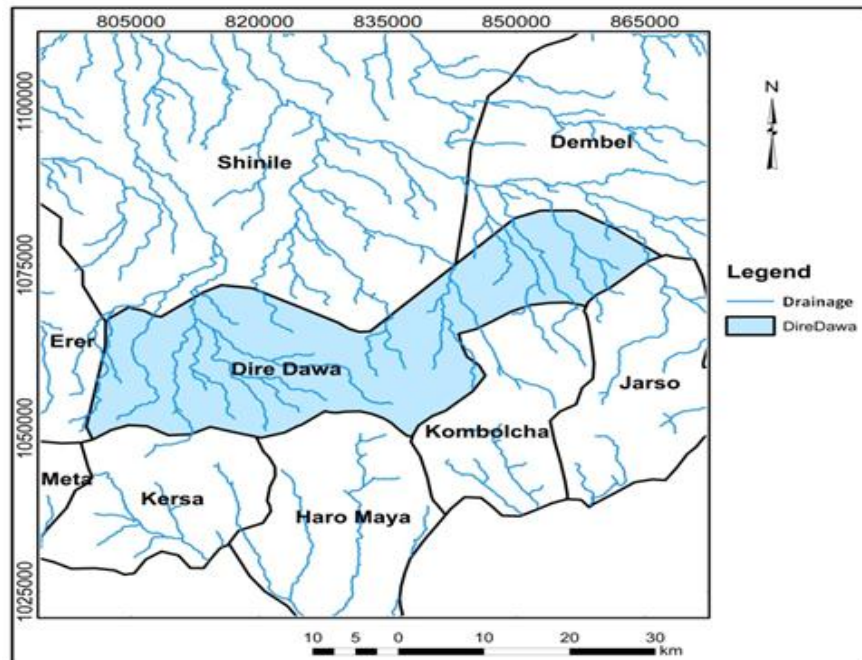 805000 820000 835000 850000 865000
1100000
1075000
1050000
1025000
N
Shinile
Dembel
Legend
Drainage
DireDawa
Erer
Dire Dawa
Jarso
Kombolcha
Meta
Kersa
Haro Maya
10 5 0 10 20 30
km